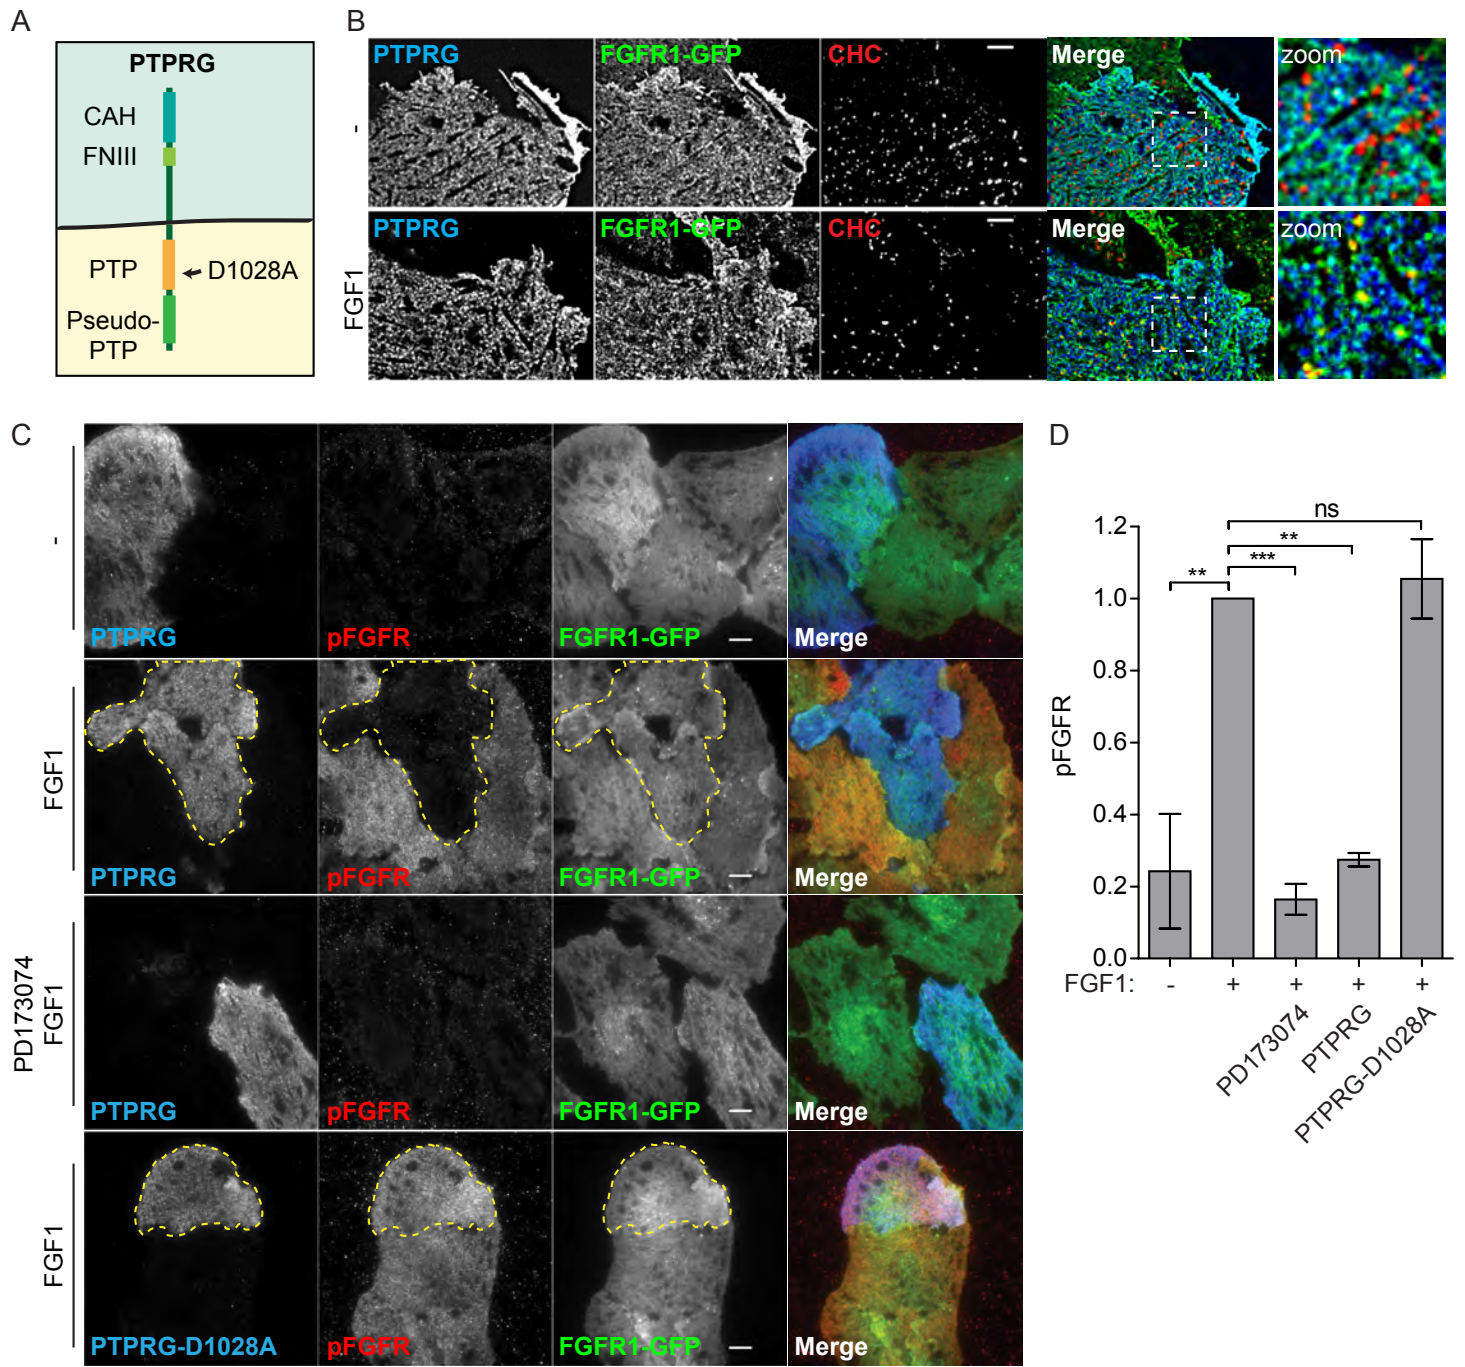 A
PTPRG
CAH
FNIII
PTP
D1028A
Pseudo-
PTP
B
PTPRG
FGFR1-GFP
CHC
Merge
zoom
-
PTPRG
FGFR1-GFP
CHC
Merge
zoom
FGF1
C
-
PTPRG
pFGFR
FGFR1-GFP
Merge
FGF1
PTPRG
pFGFR
FGFR1-GFP
Merge
PD173074
FGF1
PTPRG
pFGFR
FGFR1-GFP
Merge
FGF1
PTPRG-D1028A
pFGFR
FGFR1-GFP
Merge
D
ns
**
***
**
1.2
1.0
0.8
0.6
0.4
0.2
0.0
pFGFR
FGF1: - + + + +
PD173074
PTPRG
PTPRG-D1028A